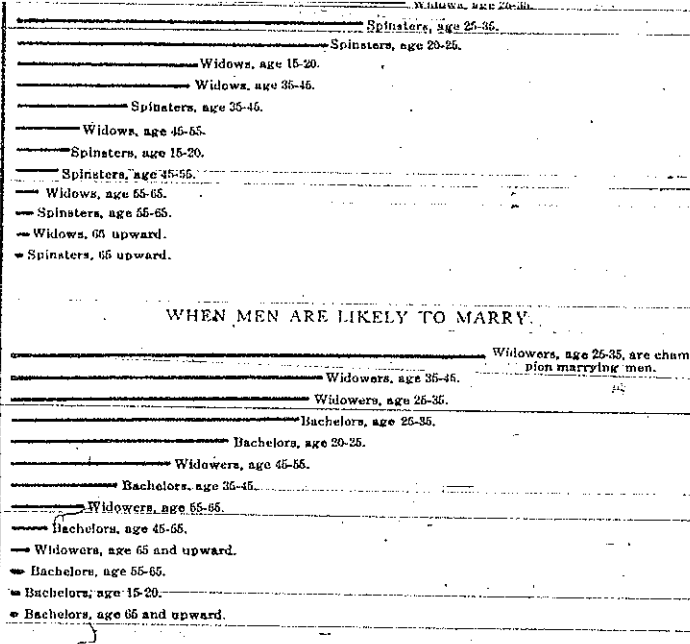 Widows, age
Spinsters, age 25-35.
Spinsters, age 20-25.
Widows, age 15-20.
Widows, age 35-45.
Spinsters, age 35-45.
Widows, age 45-55.
Spinsters, age 15-20.
Spinsters, age 45-55.
Widows, age 55-65.
Spinsters, age 55-65.
Widows, 65 upward.
Spinsters, 65 upward.
WHEN MEN ARE LIKELY TO MARRY.
Widowers, age 25-35, are cham
pion marrying men.
Widowers, age 35-45.
Widowers, age 25-35.
Bachelors, age 25-35.
Bachelors, age 20-25.
Widowers, age 45-55.
Bachelors, age 35-45.
Widowers, age 55-65.
Bachelors, age 45-55.
Widowers, age 65 and upward.
Bachelors, age 55-65.
Bachelors, age 15-20.
Bachelors, age 65 and upward.